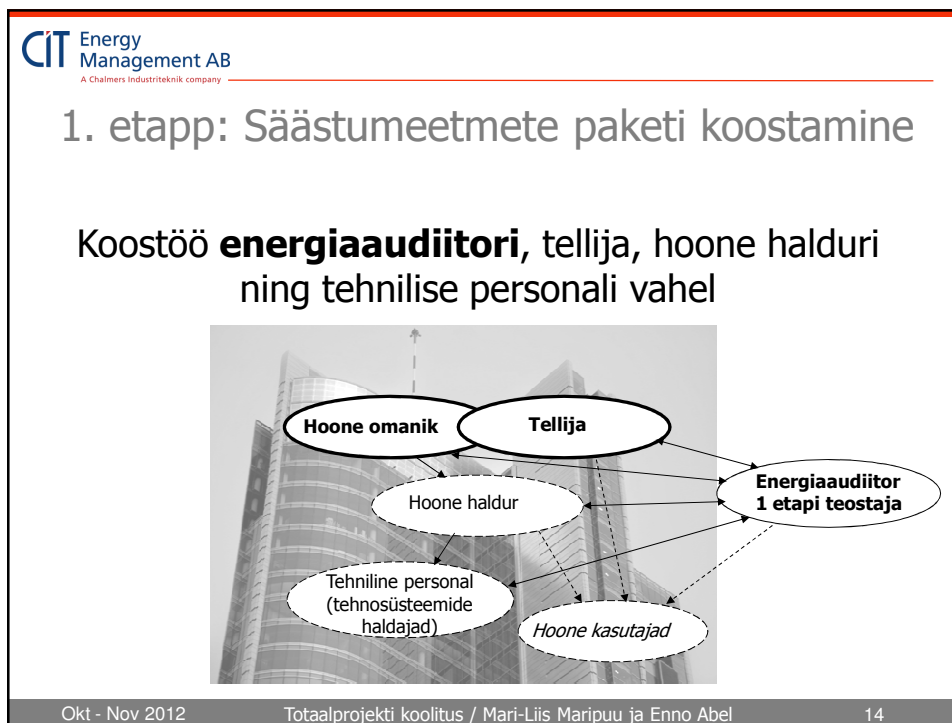 CIT Energy
Management AB
A Chalmers Industriteknik company
1. etapp: Säästumeetmete paketi koostamine
Koostöö energiaaudiitori, tellija, hoone halduri
ning tehnilise personali vahel
Hoone omanik
Tellija
Energiaaudiitor
1 etapi teostaja
Hoone haldur
Tehniline personal
(tehnosüsteemide
haldajad)
Hoone kasutajad
Okt - Nov 2012
Totaalprojekti koolitus / Mari-Liis Maripuu ja Enno Abel
14